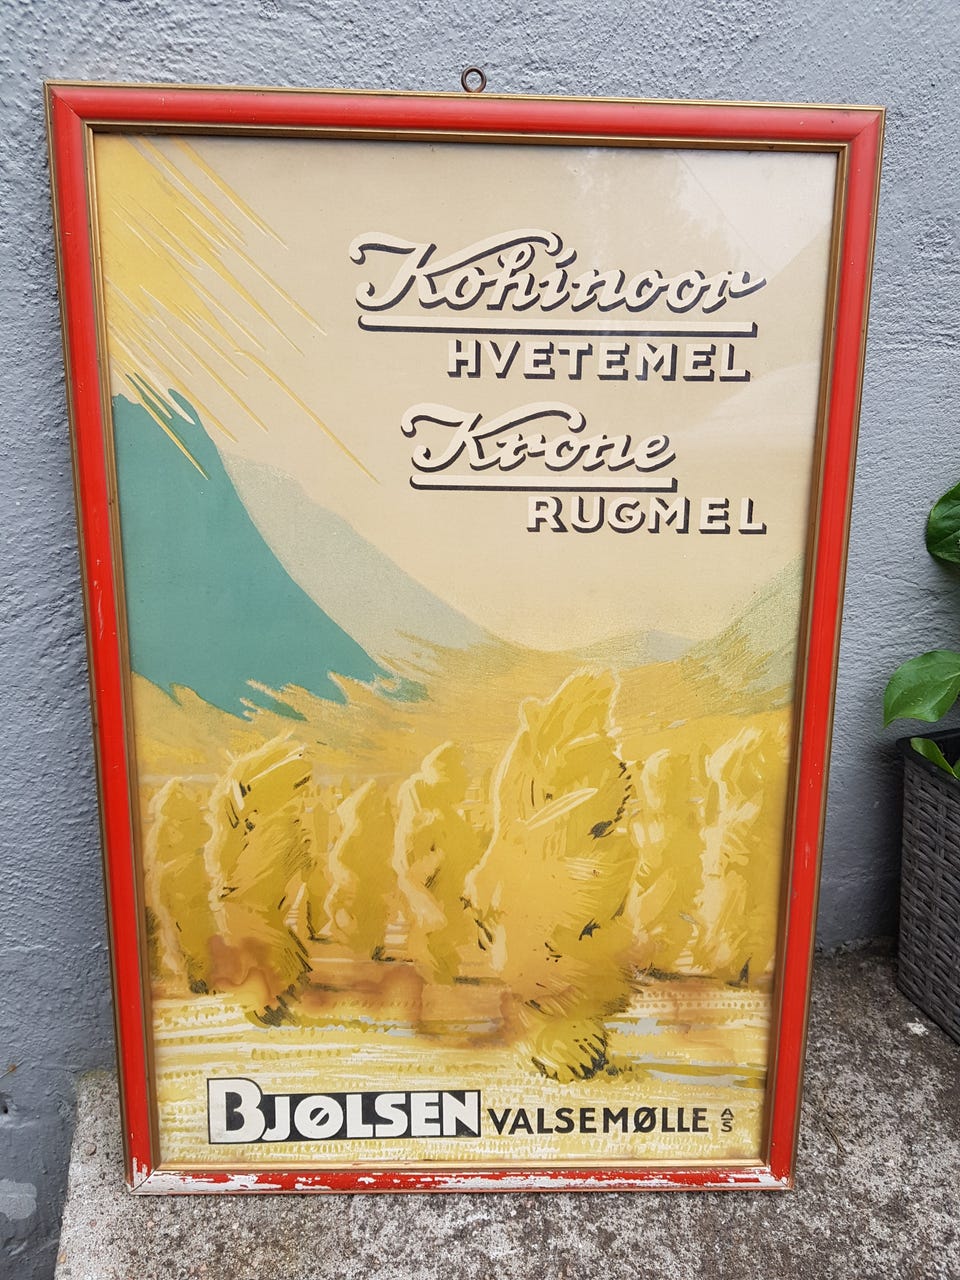 Kohinoor
HVETEMEL
Krone
RUGMEL
BJØLSEN VALSEMØLLE A/S